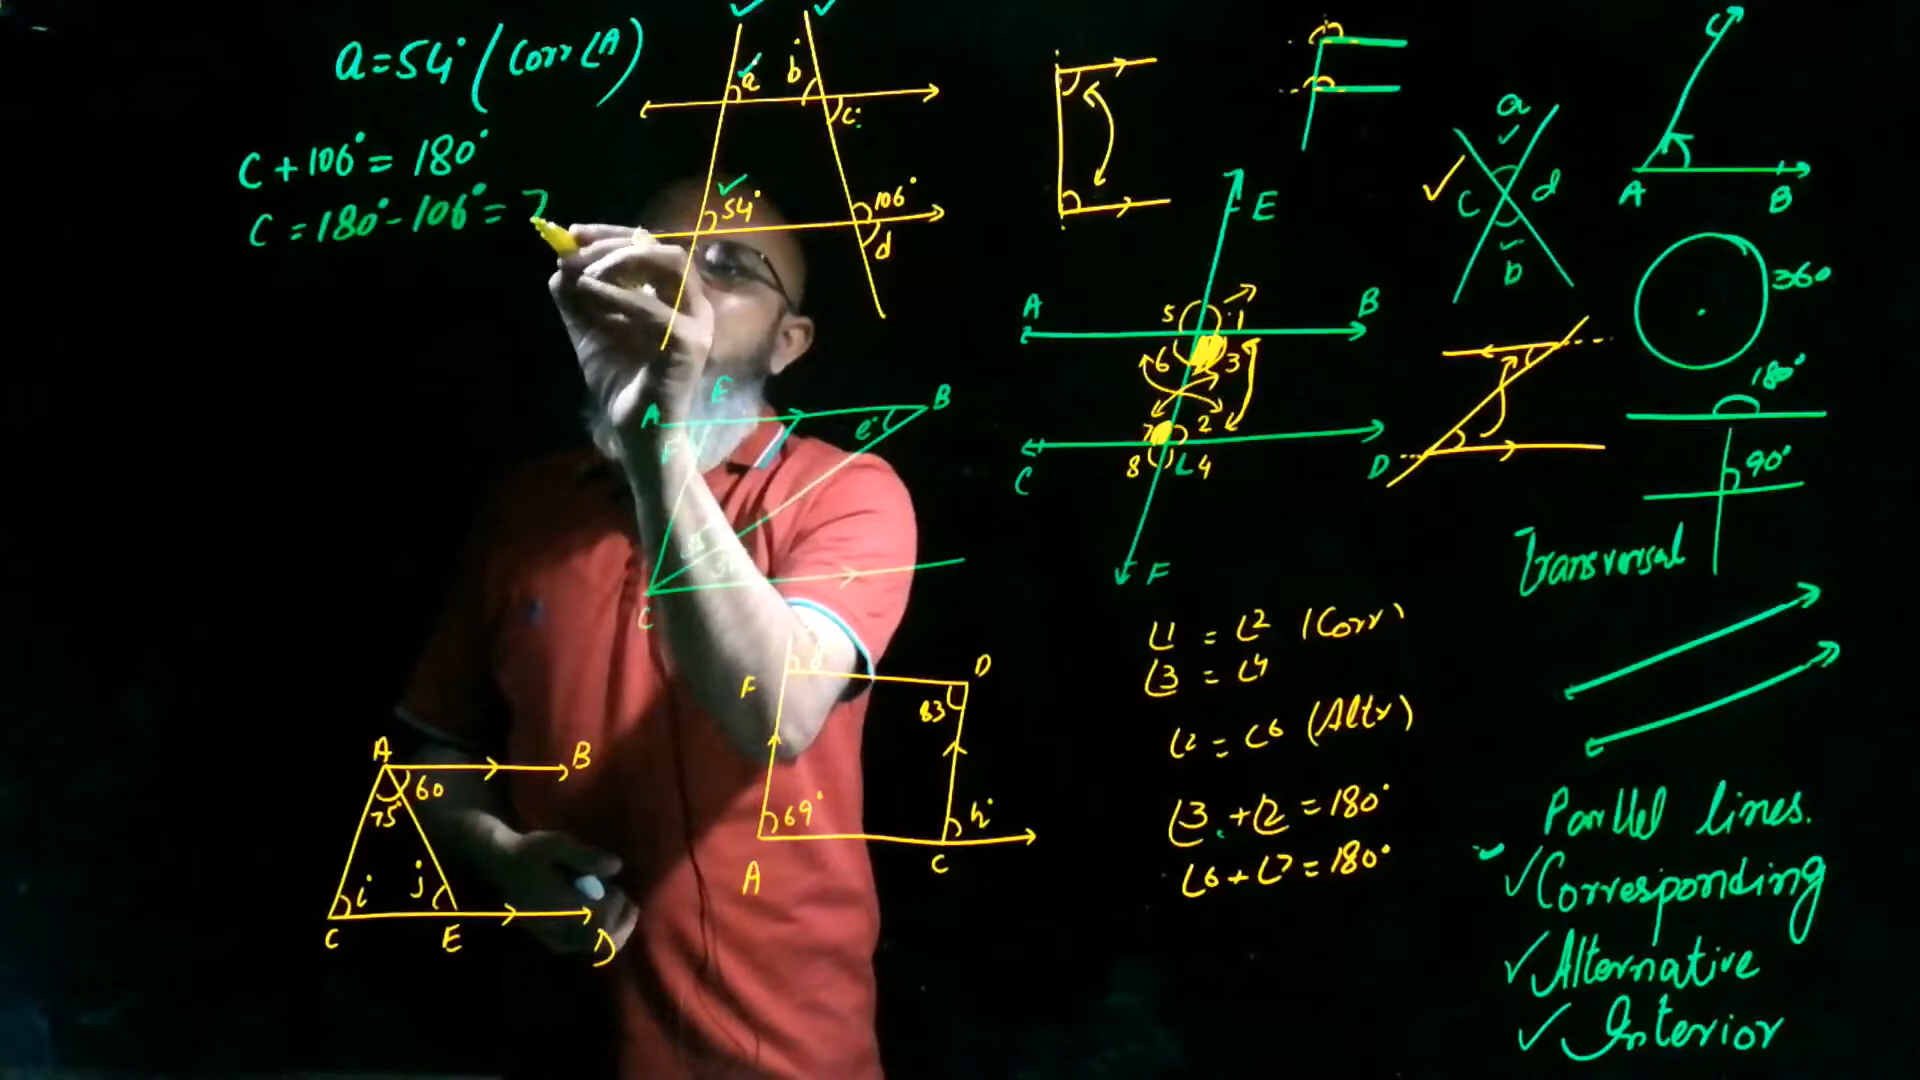 a = 54° (Corr ∠A)
C + 106° = 180°
C = 180° - 106° = 7
a
b
c
54°
106°
d
a
C
d
b
C
A
B
360
180°
90°
E
A
B
5
1
6
3
7
2
8
4
C
D
F
A
E
B
F
e°
C
F
D
83
69°
h°
A
C
A
B
60
75°
i°
j
C
E
D
∠1 = ∠2 (Corr)
∠3 = ∠4
∠2 = ∠6 (Altr)
∠3 + ∠2 = 180°
∠6 + ∠7 = 180°
Transversal
Parllel lines.
✓Corresponding
✓Alternative
✓Interior